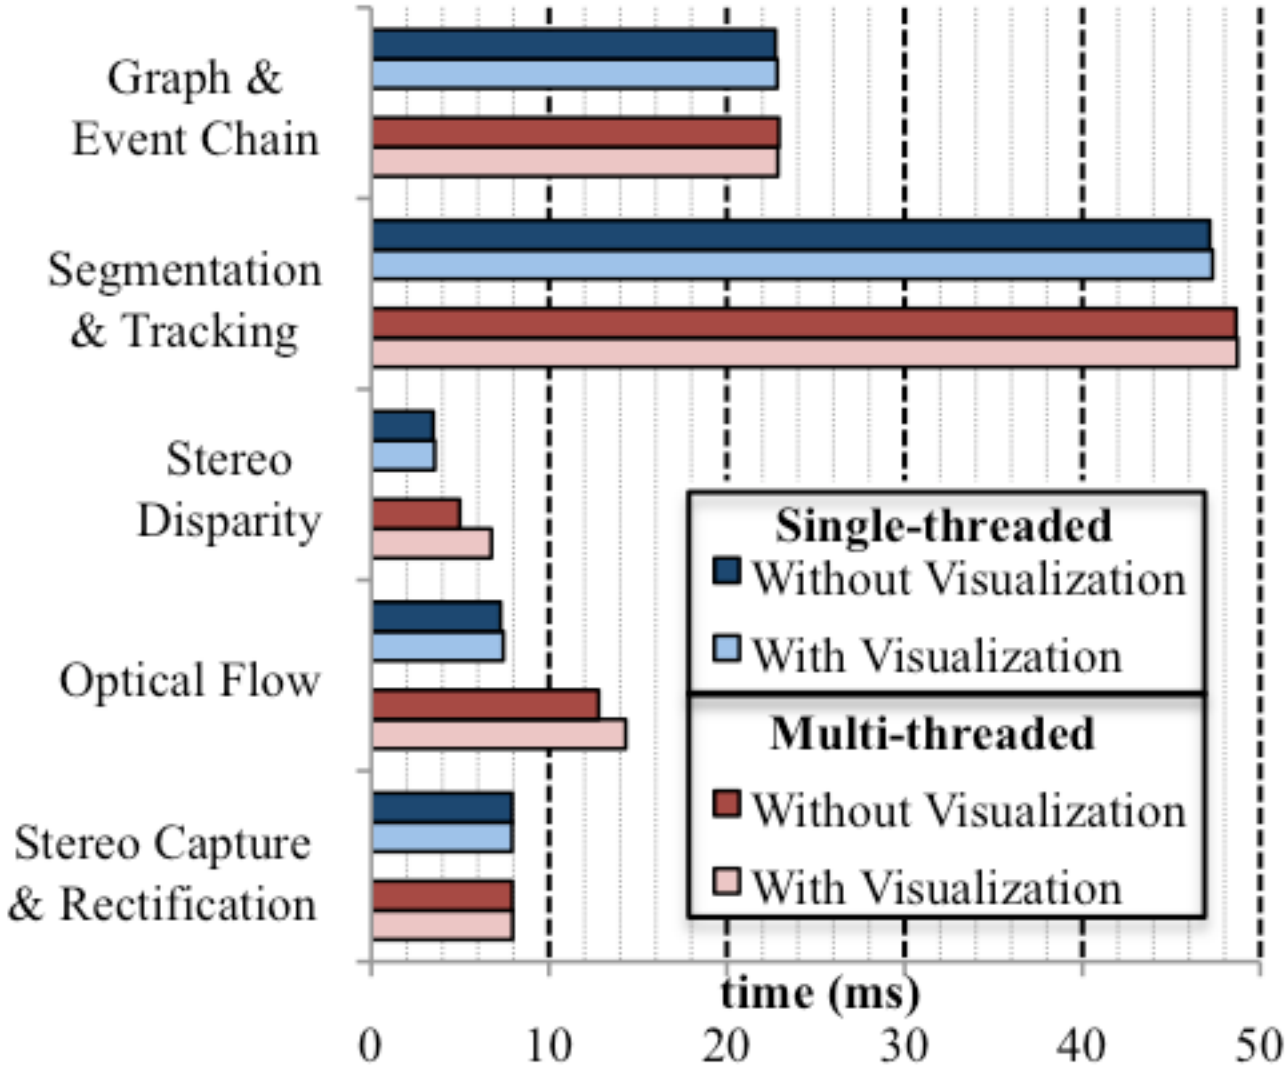 Graph &
Event Chain
Segmentation
& Tracking
Stereo
Disparity
Optical Flow
Stereo Capture
& Rectification
Single-threaded
Without Visualization
With Visualization
Multi-threaded
Without Visualization
With Visualization
time (ms)
0 10 20 30 40 50